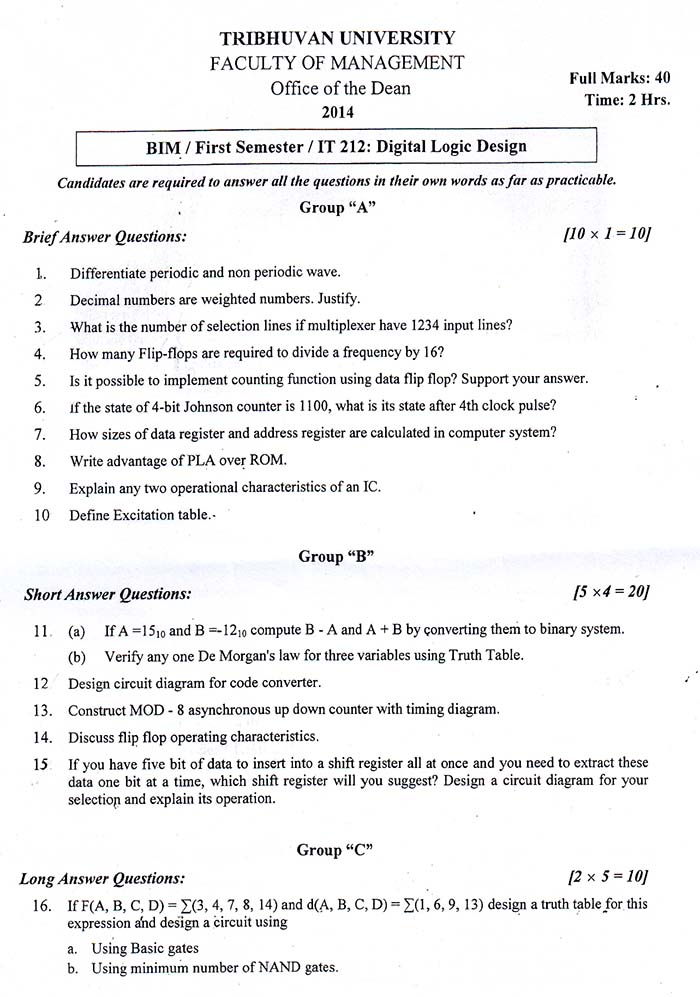 TRIBHUVAN UNIVERSITY
FACULTY OF MANAGEMENT
Office of the Dean
2014
Full Marks: 40
Time: 2 Hrs.
BIM / First Semester / IT 212: Digital Logic Design
Candidates are required to answer all the questions in their own words as far as practicable.
Group “A”
Brief Answer Questions: [10 × 1 = 10]
1. Differentiate periodic and non periodic wave.
2 Decimal numbers are weighted numbers. Justify.
3. What is the number of selection lines if multiplexer have 1234 input lines?
4. How many Flip-flops are required to divide a frequency by 16?
5. Is it possible to implement counting function using data flip flop? Support your answer.
6. If the state of 4-bit Johnson counter is 1100, what is its state after 4th clock pulse?
7. How sizes of data register and address register are calculated in computer system?
8. Write advantage of PLA over ROM.
9. Explain any two operational characteristics of an IC.
10 Define Excitation table.
Group “B”
Short Answer Questions: [5 ×4 = 20]
11. (a) If A =15₁₀ and B =-12₁₀ compute B - A and A + B by converting them to binary system.
(b) Verify any one De Morgan's law for three variables using Truth Table.
12 Design circuit diagram for code converter.
13. Construct MOD - 8 asynchronous up down counter with timing diagram.
14. Discuss flip flop operating characteristics.
15 If you have five bit of data to insert into a shift register all at once and you need to extract these
data one bit at a time, which shift register will you suggest? Design a circuit diagram for your
selection and explain its operation.
Group “C”
Long Answer Questions: [2 × 5 = 10]
16. If F(A, B, C, D) = ∑(3, 4, 7, 8, 14) and d(A, B, C, D) = ∑(1, 6, 9, 13) design a truth table for this
expression and design a circuit using
a. Using Basic gates
b. Using minimum number of NAND gates.